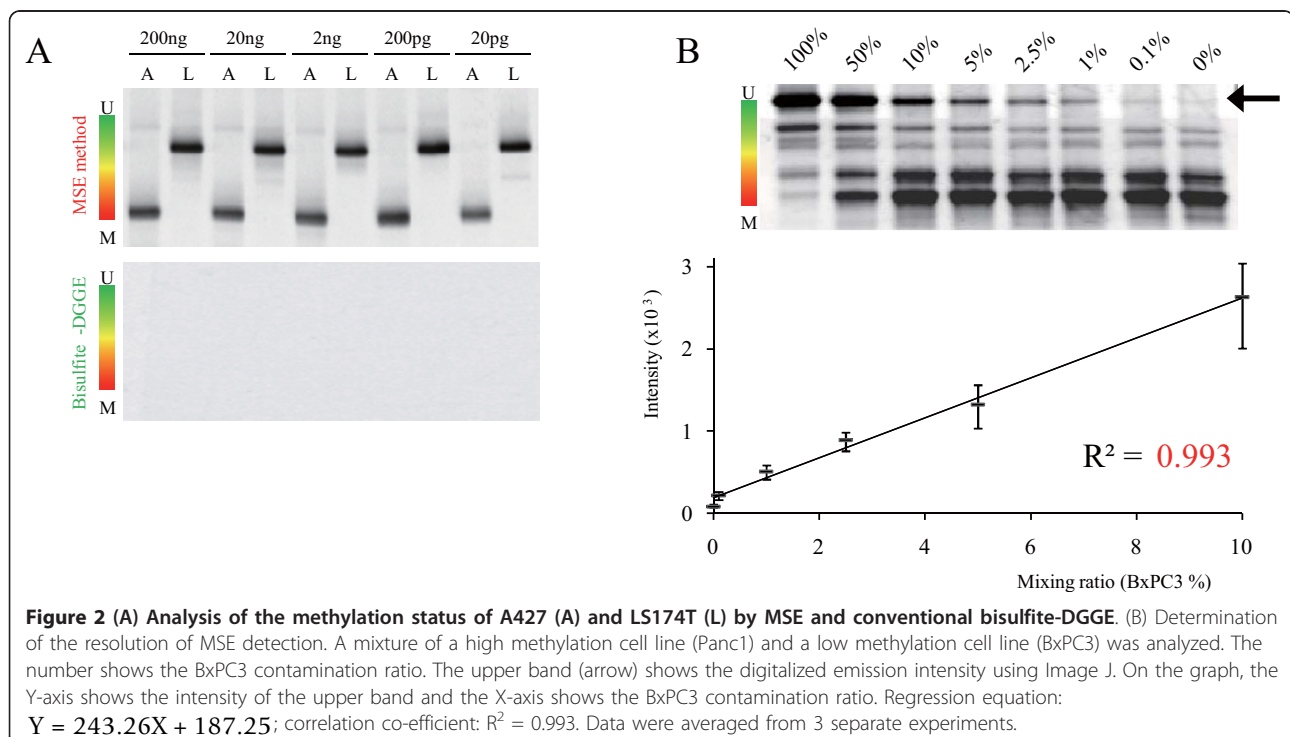 A
200ng 20ng 2ng 200pg 20pg
A L A L A L A L A L
U
MSE method
M
U
Bisulfite -DGGE
M
B
100% 50% 10% 5% 2.5% 1% 0.1% 0%
U
M
3
2
1
0
Intensity (x10³)
R² = 0.993
0 2 4 6 8 10
Mixing ratio (BxPC3 %)
Figure 2 (A) Analysis of the methylation status of A427 (A) and LS174T (L) by MSE and conventional bisulfite-DGGE. (B) Determination
of the resolution of MSE detection. A mixture of a high methylation cell line (Panc1) and a low methylation cell line (BxPC3) was analyzed. The
number shows the BxPC3 contamination ratio. The upper band (arrow) shows the digitalized emission intensity using Image J. On the graph, the
Y-axis shows the intensity of the upper band and the X-axis shows the BxPC3 contamination ratio. Regression equation:
Y = 243.26X + 187.25; correlation co-efficient: R² = 0.993. Data were averaged from 3 separate experiments.